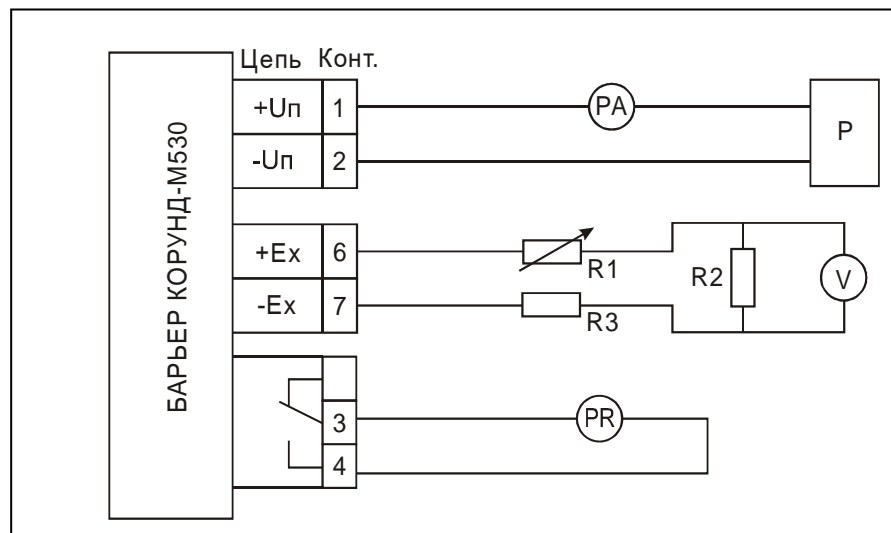 Цепь Конт.
+Uп 1
-Uп 2
PA
P
БАРЬЕР КОРУНД-М530
+Ex 6
-Ex 7
R1
R2
R3
V
3
4
PR